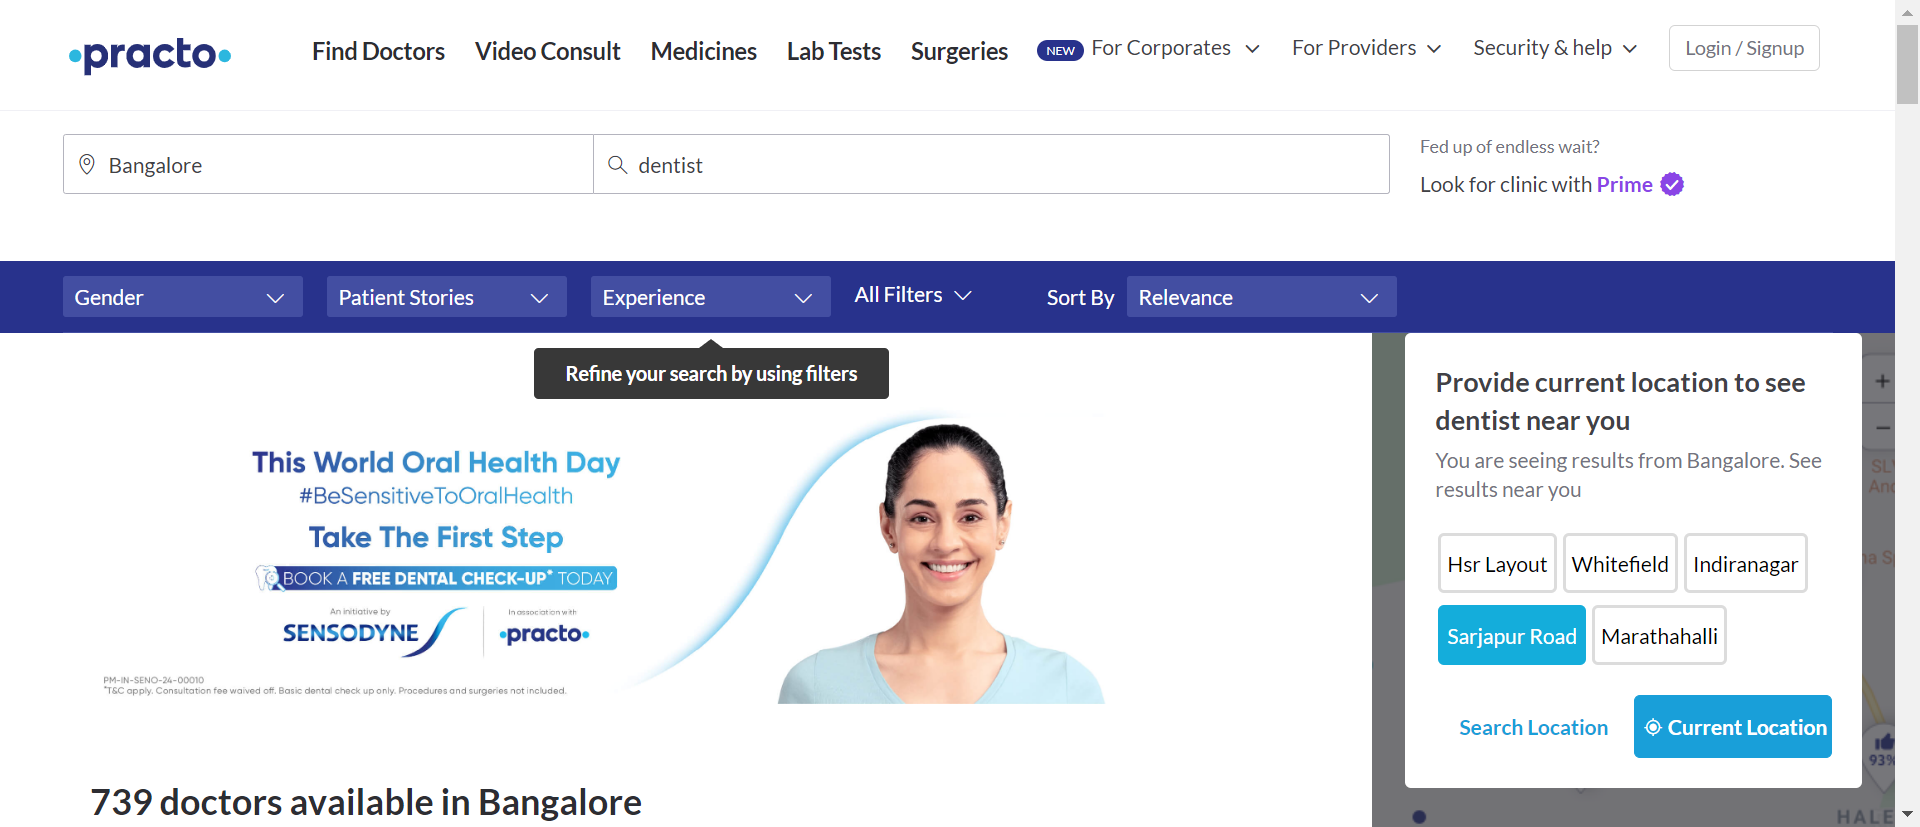 practo
Find Doctors
Video Consult
Medicines
Lab Tests
Surgeries
NEW
For Corporates
For Providers
Security & help
Login / Signup
Bangalore
dentist
Fed up of endless wait?
Look for clinic with Prime
Gender
Patient Stories
Experience
All Filters
Sort By
Relevance
Refine your search by using filters
This World Oral Health Day
#BeSensitiveToOralHealth
Take The First Step
BOOK A FREE DENTAL CHECK-UP* TODAY
An initiative by
SENSODYNE
In association with
practo
PM-IN-SENO-24-00010
*T&C apply. Consultation fee waived off. Basic dental check up only. Procedures and surgeries not included.
739 doctors available in Bangalore
Provide current location to see
dentist near you
You are seeing results from Bangalore. See
results near you
Hsr Layout
Whitefield
Indiranagar
Sarjapur Road
Marathahalli
Search Location
Current Location
+
−
93%
HALE